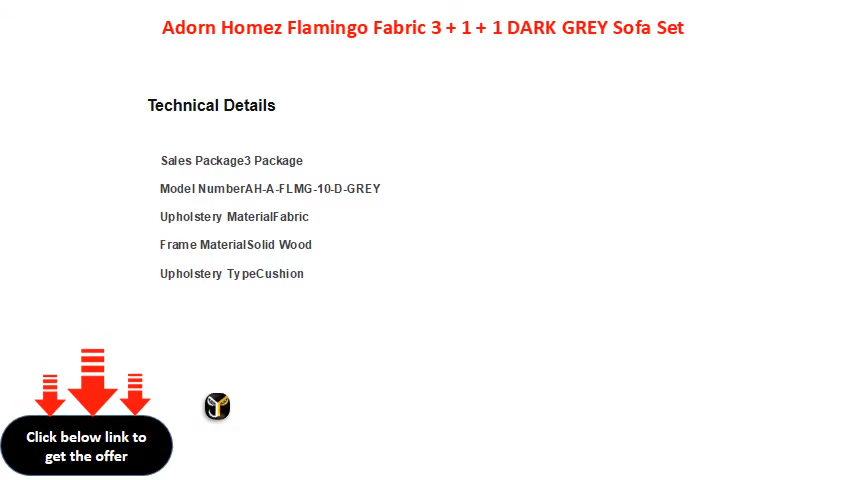 Adorn Homez Flamingo Fabric 3 + 1 + 1 DARK GREY Sofa Set
Technical Details
Sales Package3 Package
Model NumberAH-A-FLMG-10-D-GREY
Upholstery MaterialFabric
Frame MaterialSolid Wood
Upholstery TypeCushion
Click below link to
get the offer